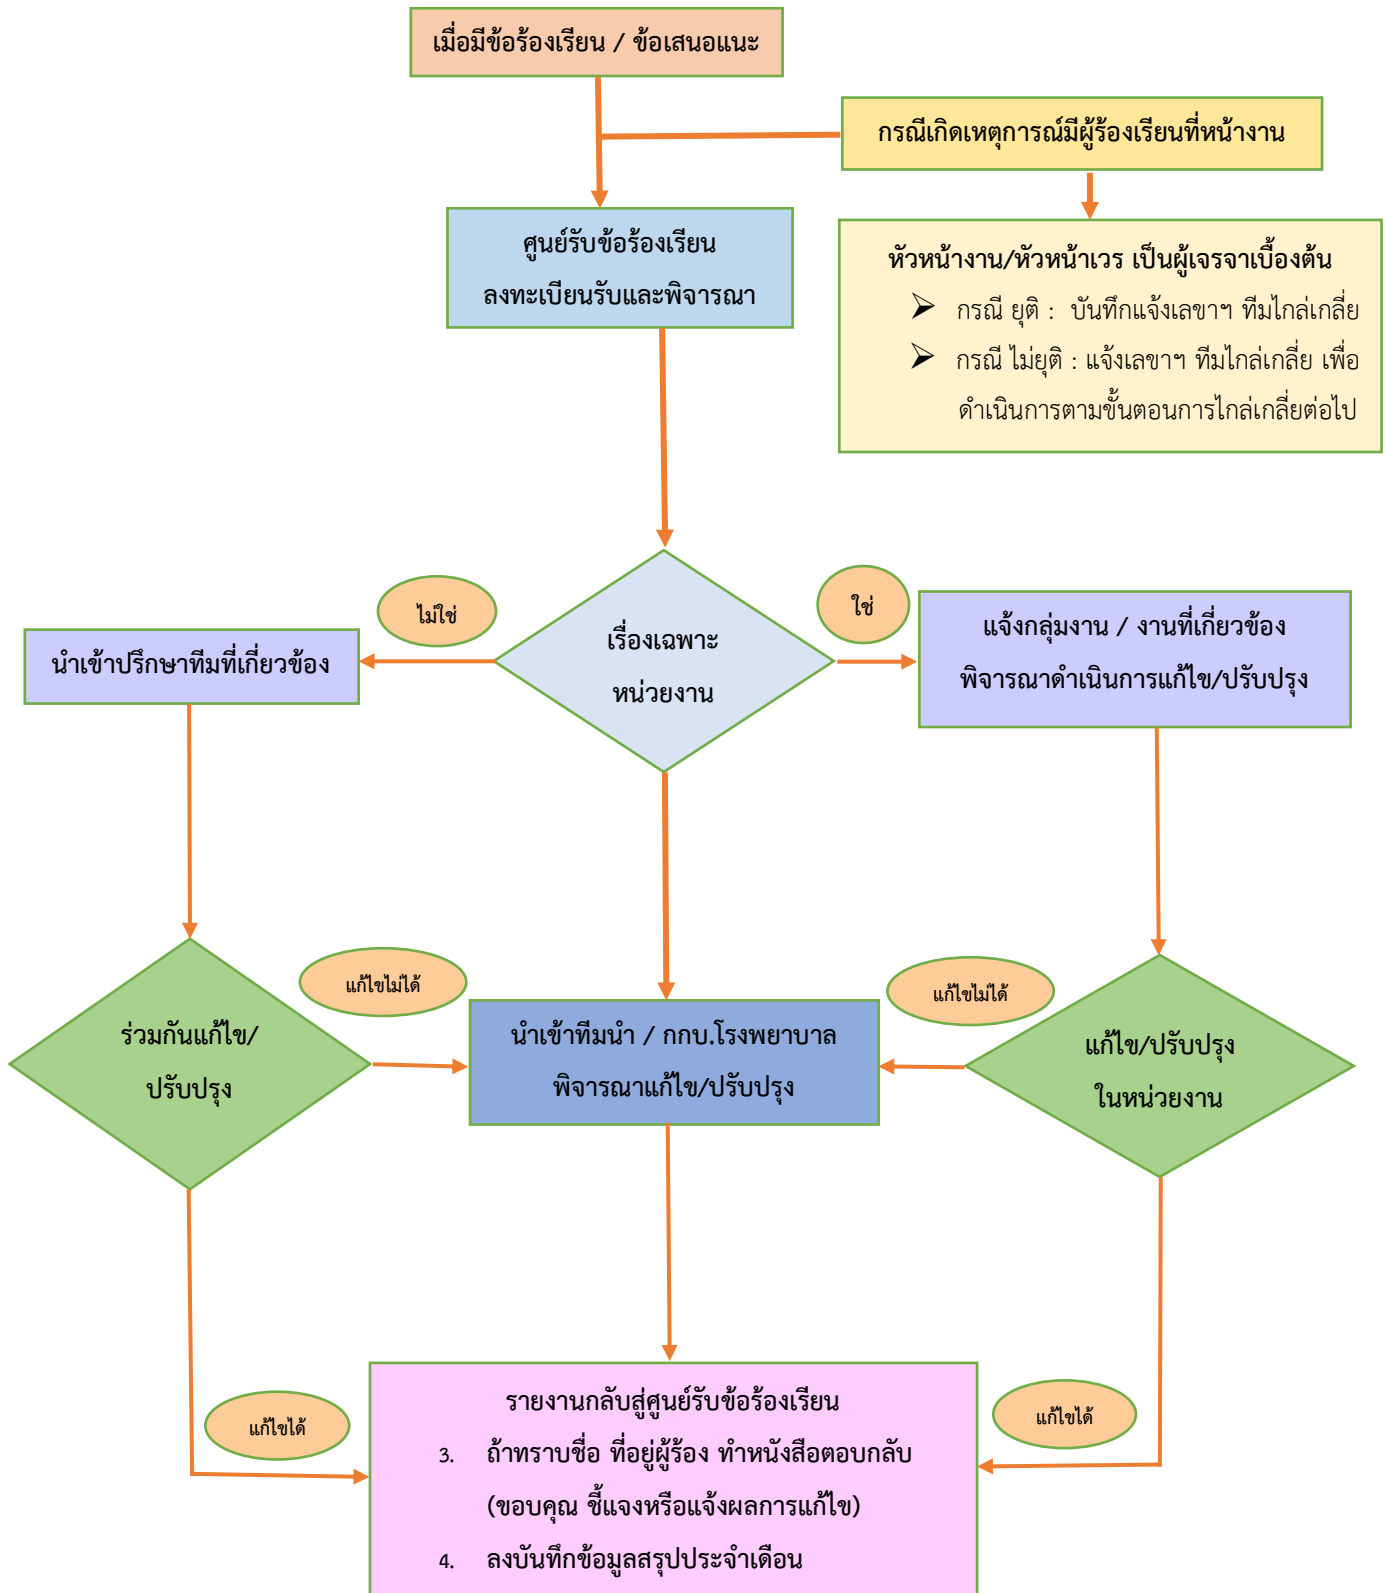 เมื่อมีข้อร้องเรียน / ข้อเสนอแนะ
กรณีเกิดเหตุการณ์มีผู้ร้องเรียนที่หน้างาน
ศูนย์รับข้อร้องเรียน
ลงทะเบียนรับและพิจารณา
หัวหน้างาน/หัวหน้าเวร เป็นผู้เจรจาเบื้องต้น
➢ กรณี ยุติ : บันทึกแจ้งเลขาฯ ทีมไกล่เกลี่ย
➢ กรณี ไม่ยุติ : แจ้งเลขาฯ ทีมไกล่เกลี่ย เพื่อ
ดำเนินการตามขั้นตอนการไกล่เกลี่ยต่อไป
ไม่ใช่
ใช่
นำเข้าปรึกษาทีมที่เกี่ยวข้อง
เรื่องเฉพาะ
หน่วยงาน
แจ้งกลุ่มงาน / งานที่เกี่ยวข้อง
พิจารณาดำเนินการแก้ไข/ปรับปรุง
แก้ไขไม่ได้
แก้ไขไม่ได้
ร่วมกันแก้ไข/
ปรับปรุง
นำเข้าทีมนำ / กกบ.โรงพยาบาล
พิจารณาแก้ไข/ปรับปรุง
แก้ไข/ปรับปรุง
ในหน่วยงาน
แก้ไขได้
แก้ไขได้
รายงานกลับสู่ศูนย์รับข้อร้องเรียน
3. ถ้าทราบชื่อ ที่อยู่ผู้ร้อง ทำหนังสือตอบกลับ
(ขอบคุณ ชี้แจงหรือแจ้งผลการแก้ไข)
4. ลงบันทึกข้อมูลสรุปประจำเดือน